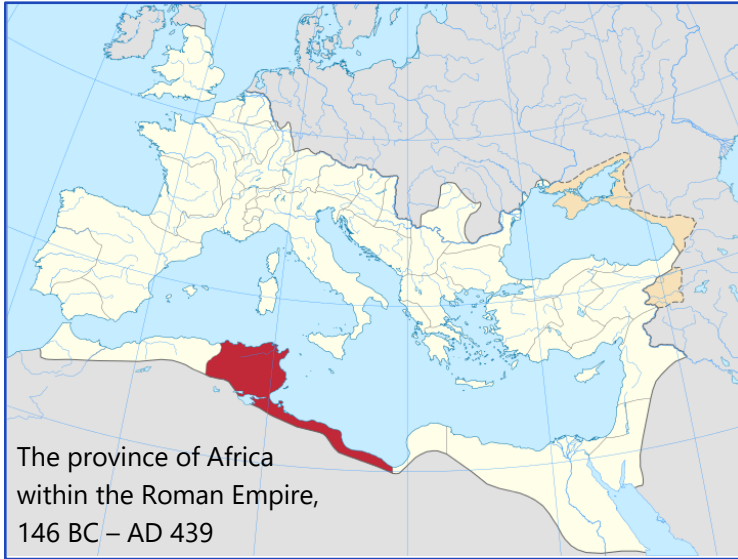 The province of Africa
within the Roman Empire,
146 BC – AD 439